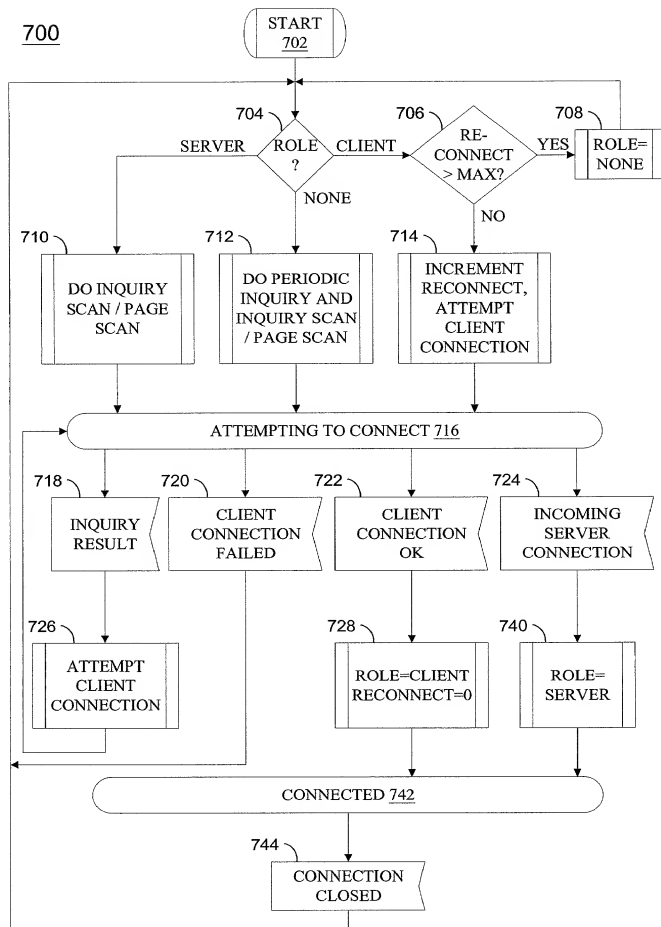 700
START
702
704
ROLE
?
SERVER
CLIENT
NONE
706
RE-
CONNECT
> MAX?
YES
NO
708
ROLE=
NONE
710
DO INQUIRY
SCAN / PAGE
SCAN
712
DO PERIODIC
INQUIRY AND
INQUIRY SCAN
/ PAGE SCAN
714
INCREMENT
RECONNECT,
ATTEMPT
CLIENT
CONNECTION
ATTEMPTING TO CONNECT 716
718
INQUIRY
RESULT
720
CLIENT
CONNECTION
FAILED
722
CLIENT
CONNECTION
OK
724
INCOMING
SERVER
CONNECTION
726
ATTEMPT
CLIENT
CONNECTION
728
ROLE=CLIENT
RECONNECT=0
740
ROLE=
SERVER
CONNECTED 742
744
CONNECTION
CLOSED